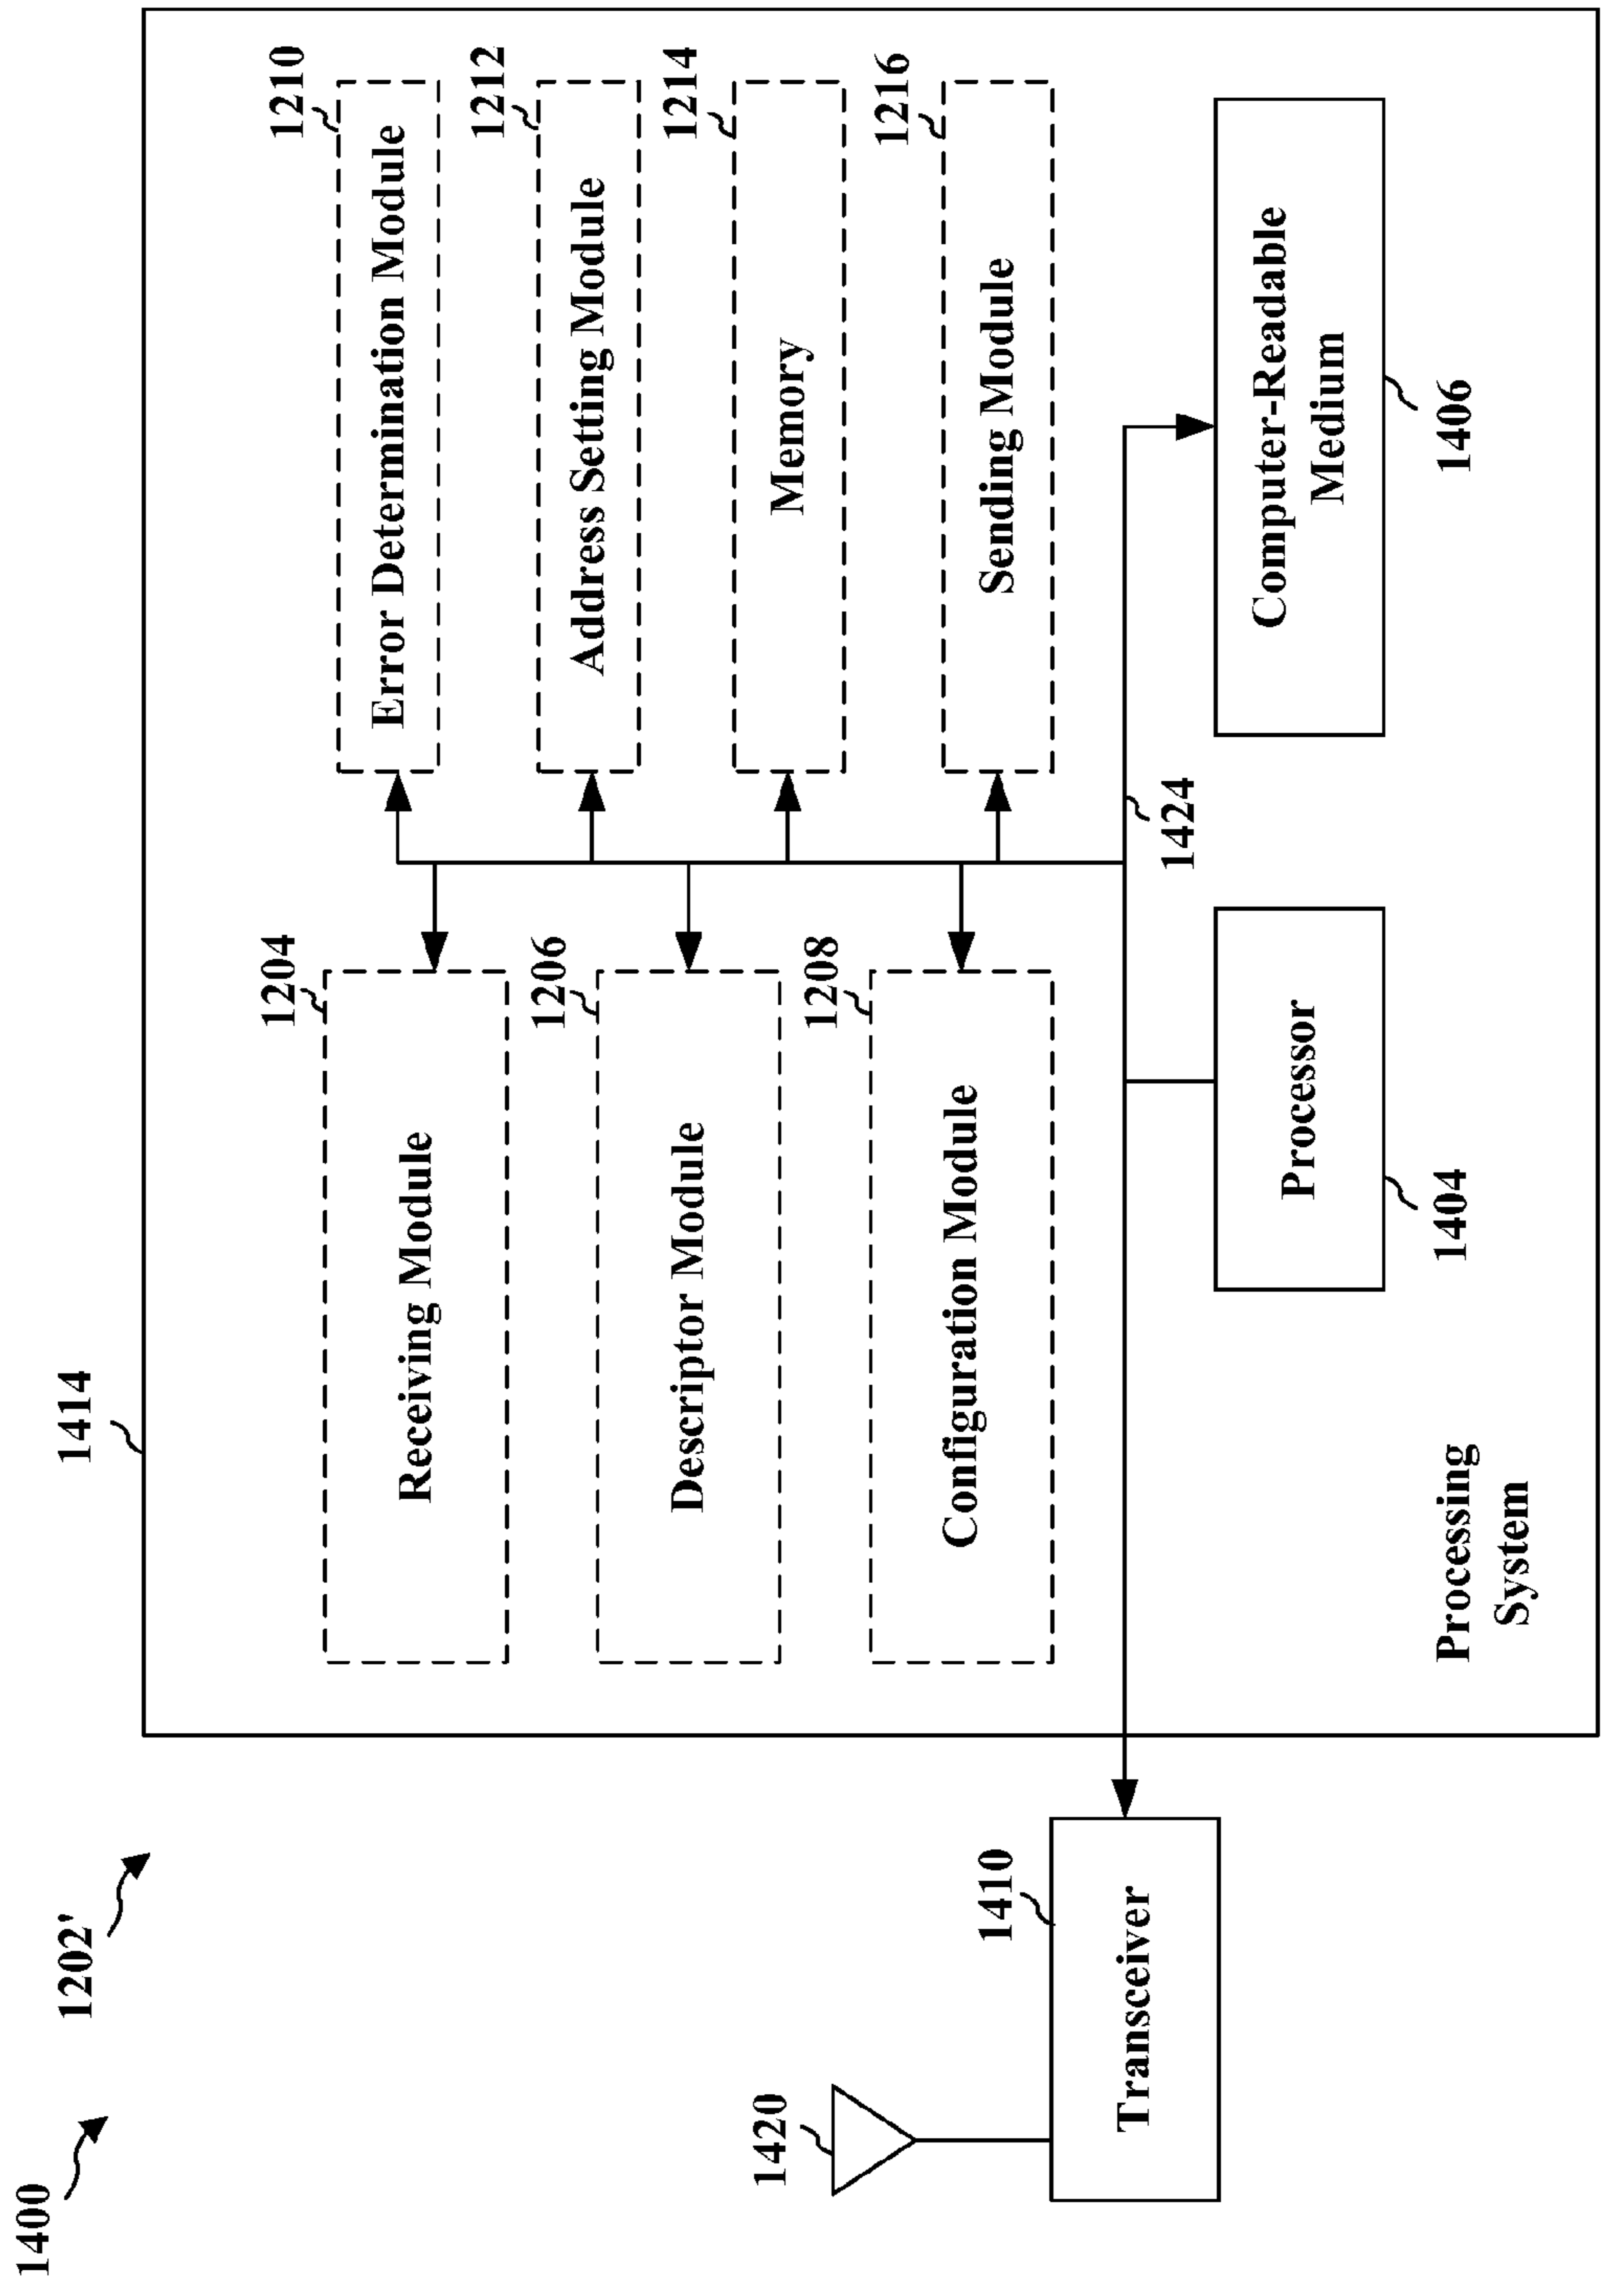 1400
1202'
1414
1204
Receiving Module
1206
Descriptor Module
1208
Configuration Module
1210
Error Determination Module
1212
Address Setting Module
1214
Memory
1216
Sending Module
1420
1410
Transceiver
1424
Processor
1404
Computer-Readable
Medium
1406
Processing
System